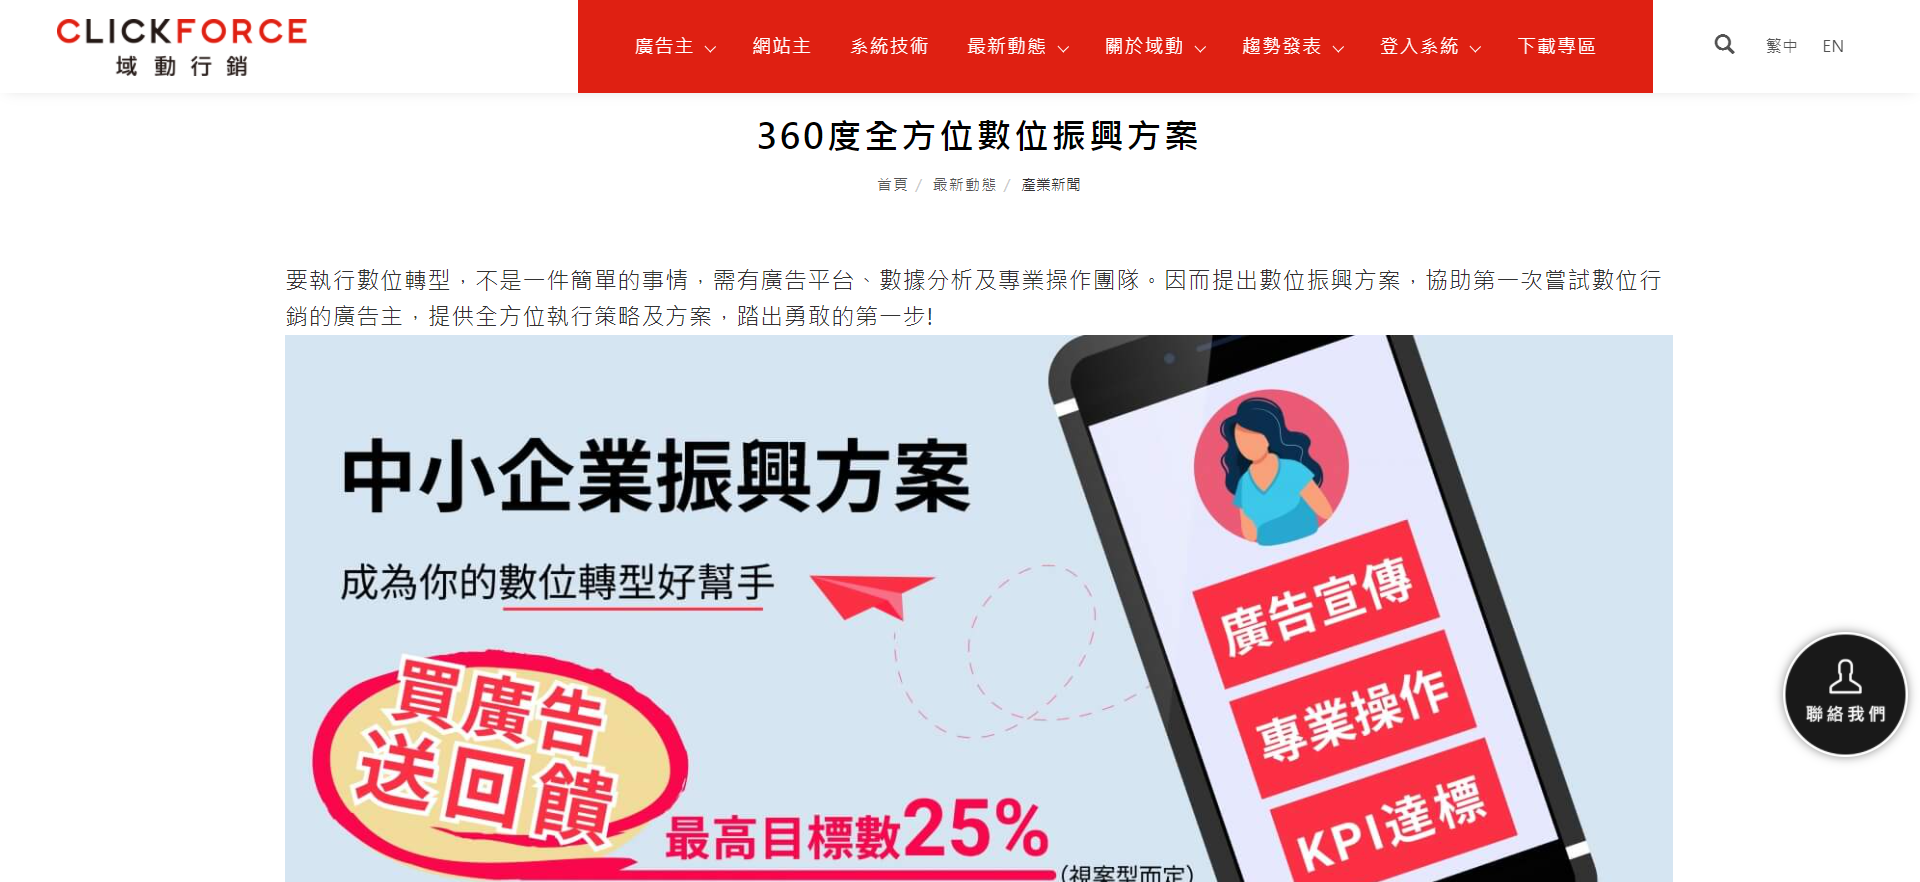 CLICKFORCE
域動行銷
廣告主 網站主 系統技術 最新動態 關於域動 趨勢發表 登入系統 下載專區
繁中 EN
360度全方位數位振興方案
首頁 / 最新動態 / 產業新聞
要執行數位轉型，不是一件簡單的事情，需有廣告平台、數據分析及專業操作團隊。因而提出數位振興方案，協助第一次嘗試數位行
銷的廣告主，提供全方位執行策略及方案，踏出勇敢的第一步!
中小企業振興方案
成為你的數位轉型好幫手
買廣告
送回饋
最高目標數25%
(視案型而定)
廣告宣傳
專業操作
KPI達標
聯絡我們